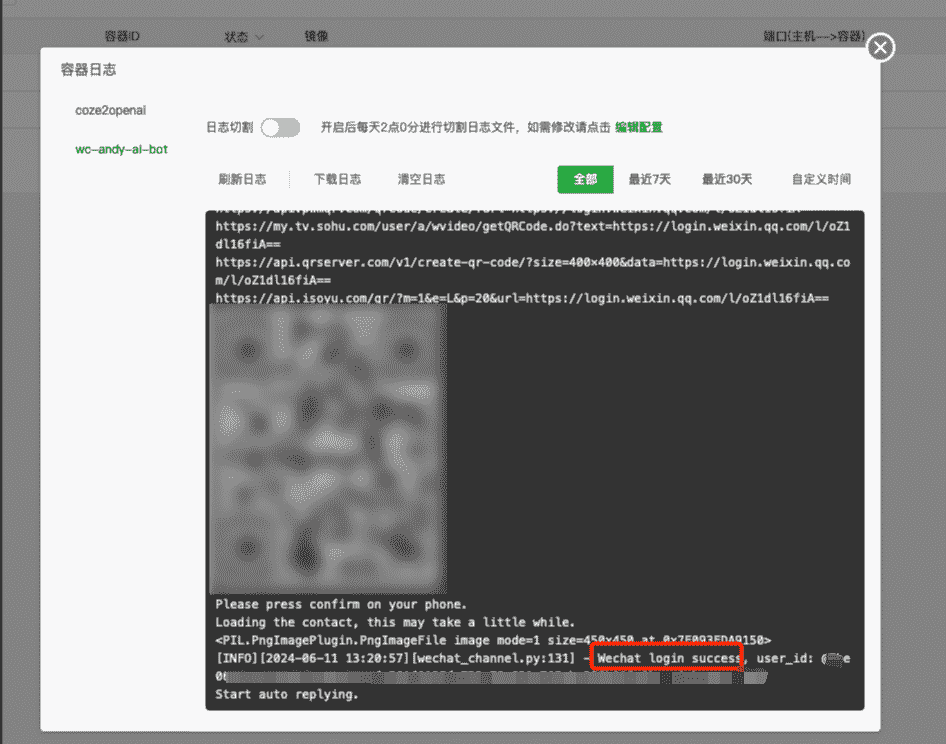 容器ID 状态 镜像 端口(主机—>容器)
容器日志
coze2openai
wc-andy-ai-bot
日志切割 开启后每天2点0分进行切割日志文件，如需修改请点击 编辑配置
刷新日志 下载日志 清空日志 全部 最近7天 最近30天 自定义时间
https://my.tv.sohu.com/user/a/wvideo/getQRCode.do?text=https://login.weixin.qq.com/l/oZ1
dl16fiA==
https://api.qrserver.com/v1/create-qr-code/?size=400×400&data=https://login.weixin.qq.co
m/l/oZ1dl16fiA==
https://api.isoyu.com/qr/?m=1&e=L&p=20&url=https://login.weixin.qq.com/l/oZ1dl16fiA==
Please press confirm on your phone.
Loading the contact, this may take a little while.
<PIL.PngImagePlugin.PngImageFile image mode=1 size=450x450 at 0x7F093EDA9150>
[INFO][2024-06-11 13:20:57][wechat_channel.py:131] - Wechat login success, user_id:
Start auto replying.